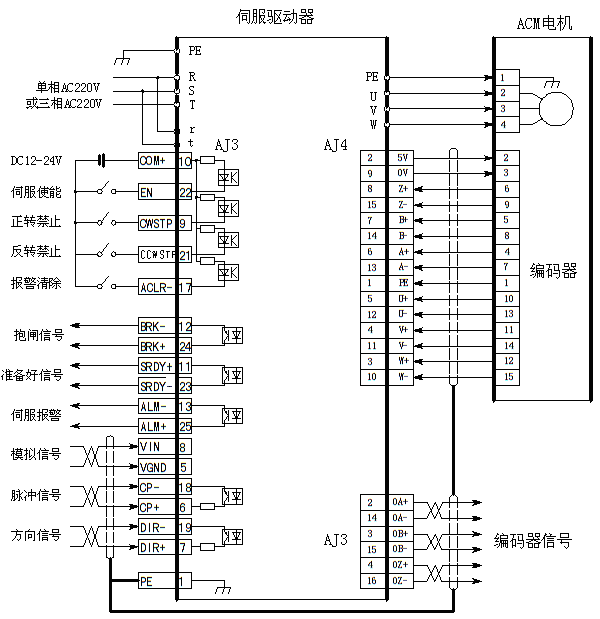 伺服驱动器
ACM电机
PE
R
单相AC220V
S
或三相AC220V
T
r
t
PE
U
V
W
1
2
3
4
AJ3
AJ4
DC12-24V
COM+ 10
伺服使能
EN 22
正转禁止
CWSTP 9
反转禁止
CCWSTP 21
报警清除
ACLR- 17
抱闸信号
BRK- 12
BRK+ 24
准备好信号
SRDY+ 11
SRDY- 23
伺服报警
ALM- 13
ALM+ 25
模拟信号
VIN 8
VGND 5
脉冲信号
CP- 18
CP+ 6
方向信号
DIR- 19
DIR+ 7
PE 1
2 5V 2
9 0V 3
8 Z+ 6
15 Z- 9
7 B+ 5
14 B- 8
6 A+ 4
13 A- 7
1 PE 1
5 U+ 10
12 U- 13
4 V+ 11
11 V- 14
3 W+ 12
10 W- 15
编码器
AJ3
2 OA+
14 OA-
3 OB+
15 OB-
4 OZ+
16 OZ-
编码器信号